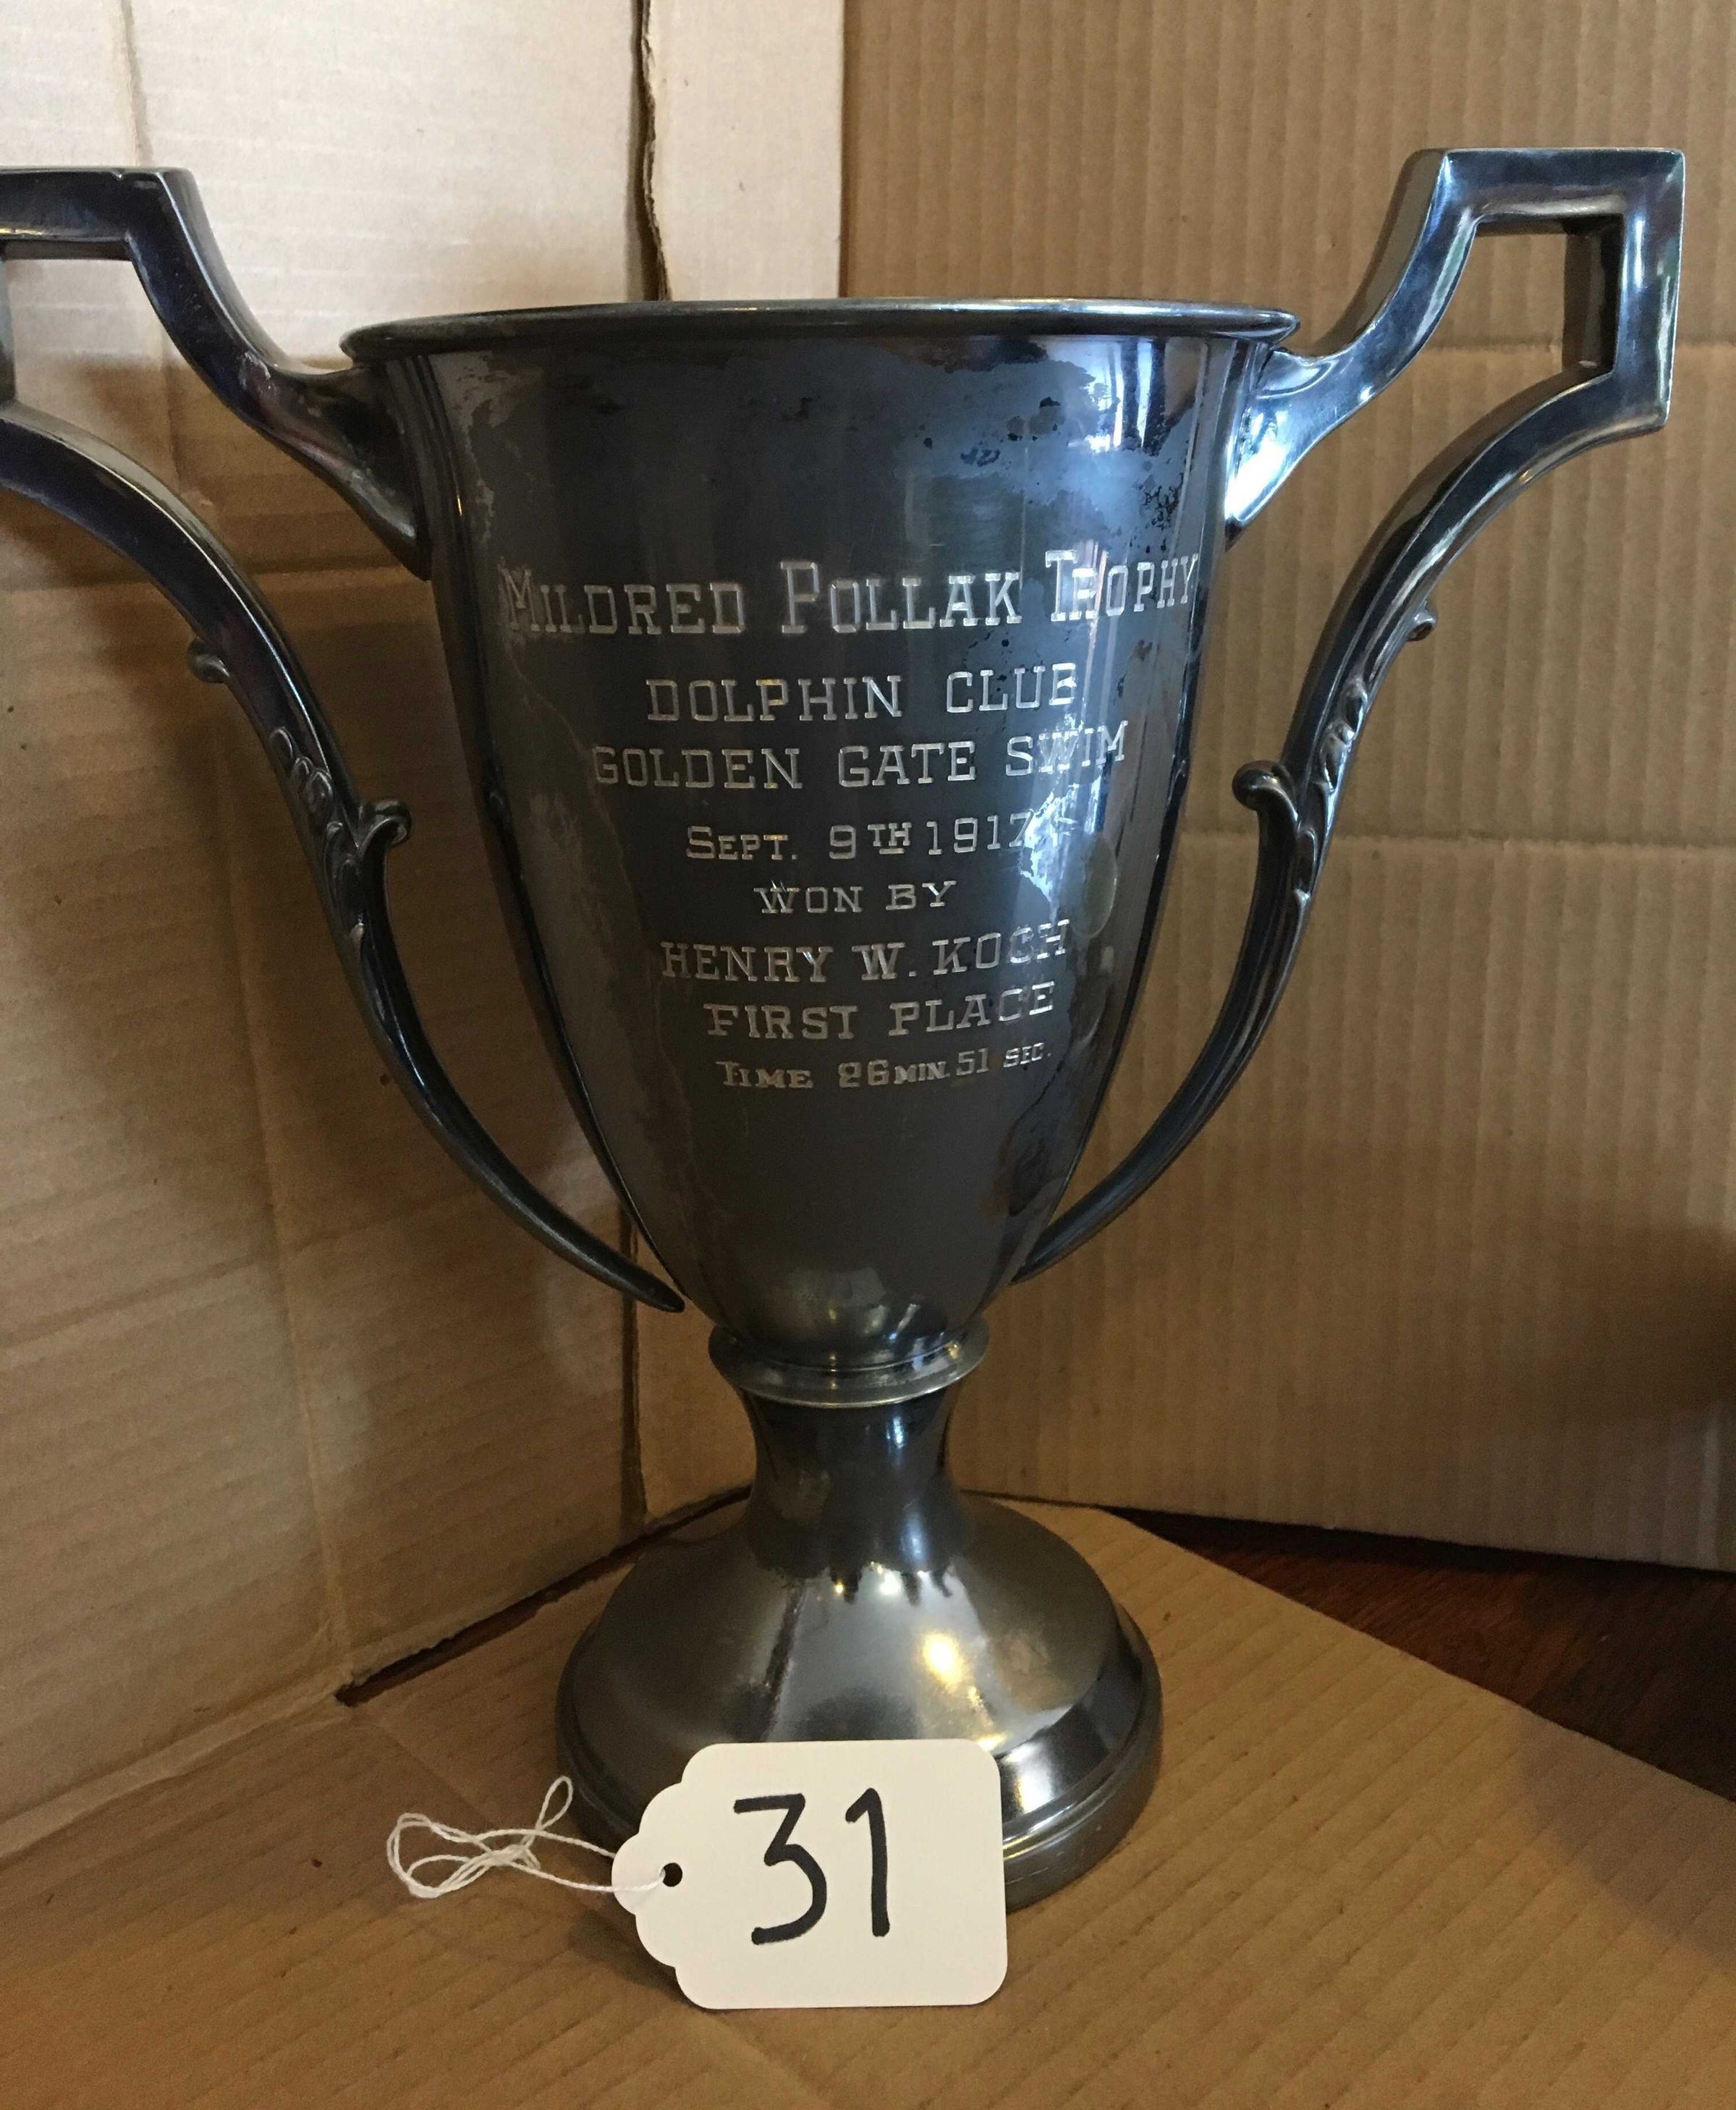 MILDRED POLLAK TROPHY
DOLPHIN CLUB
GOLDEN GATE SWIM
SEPT. 9TH 1917
WON BY
HENRY W. KOCH
FIRST PLACE
TIME 26 MIN. 51 SEC.
31